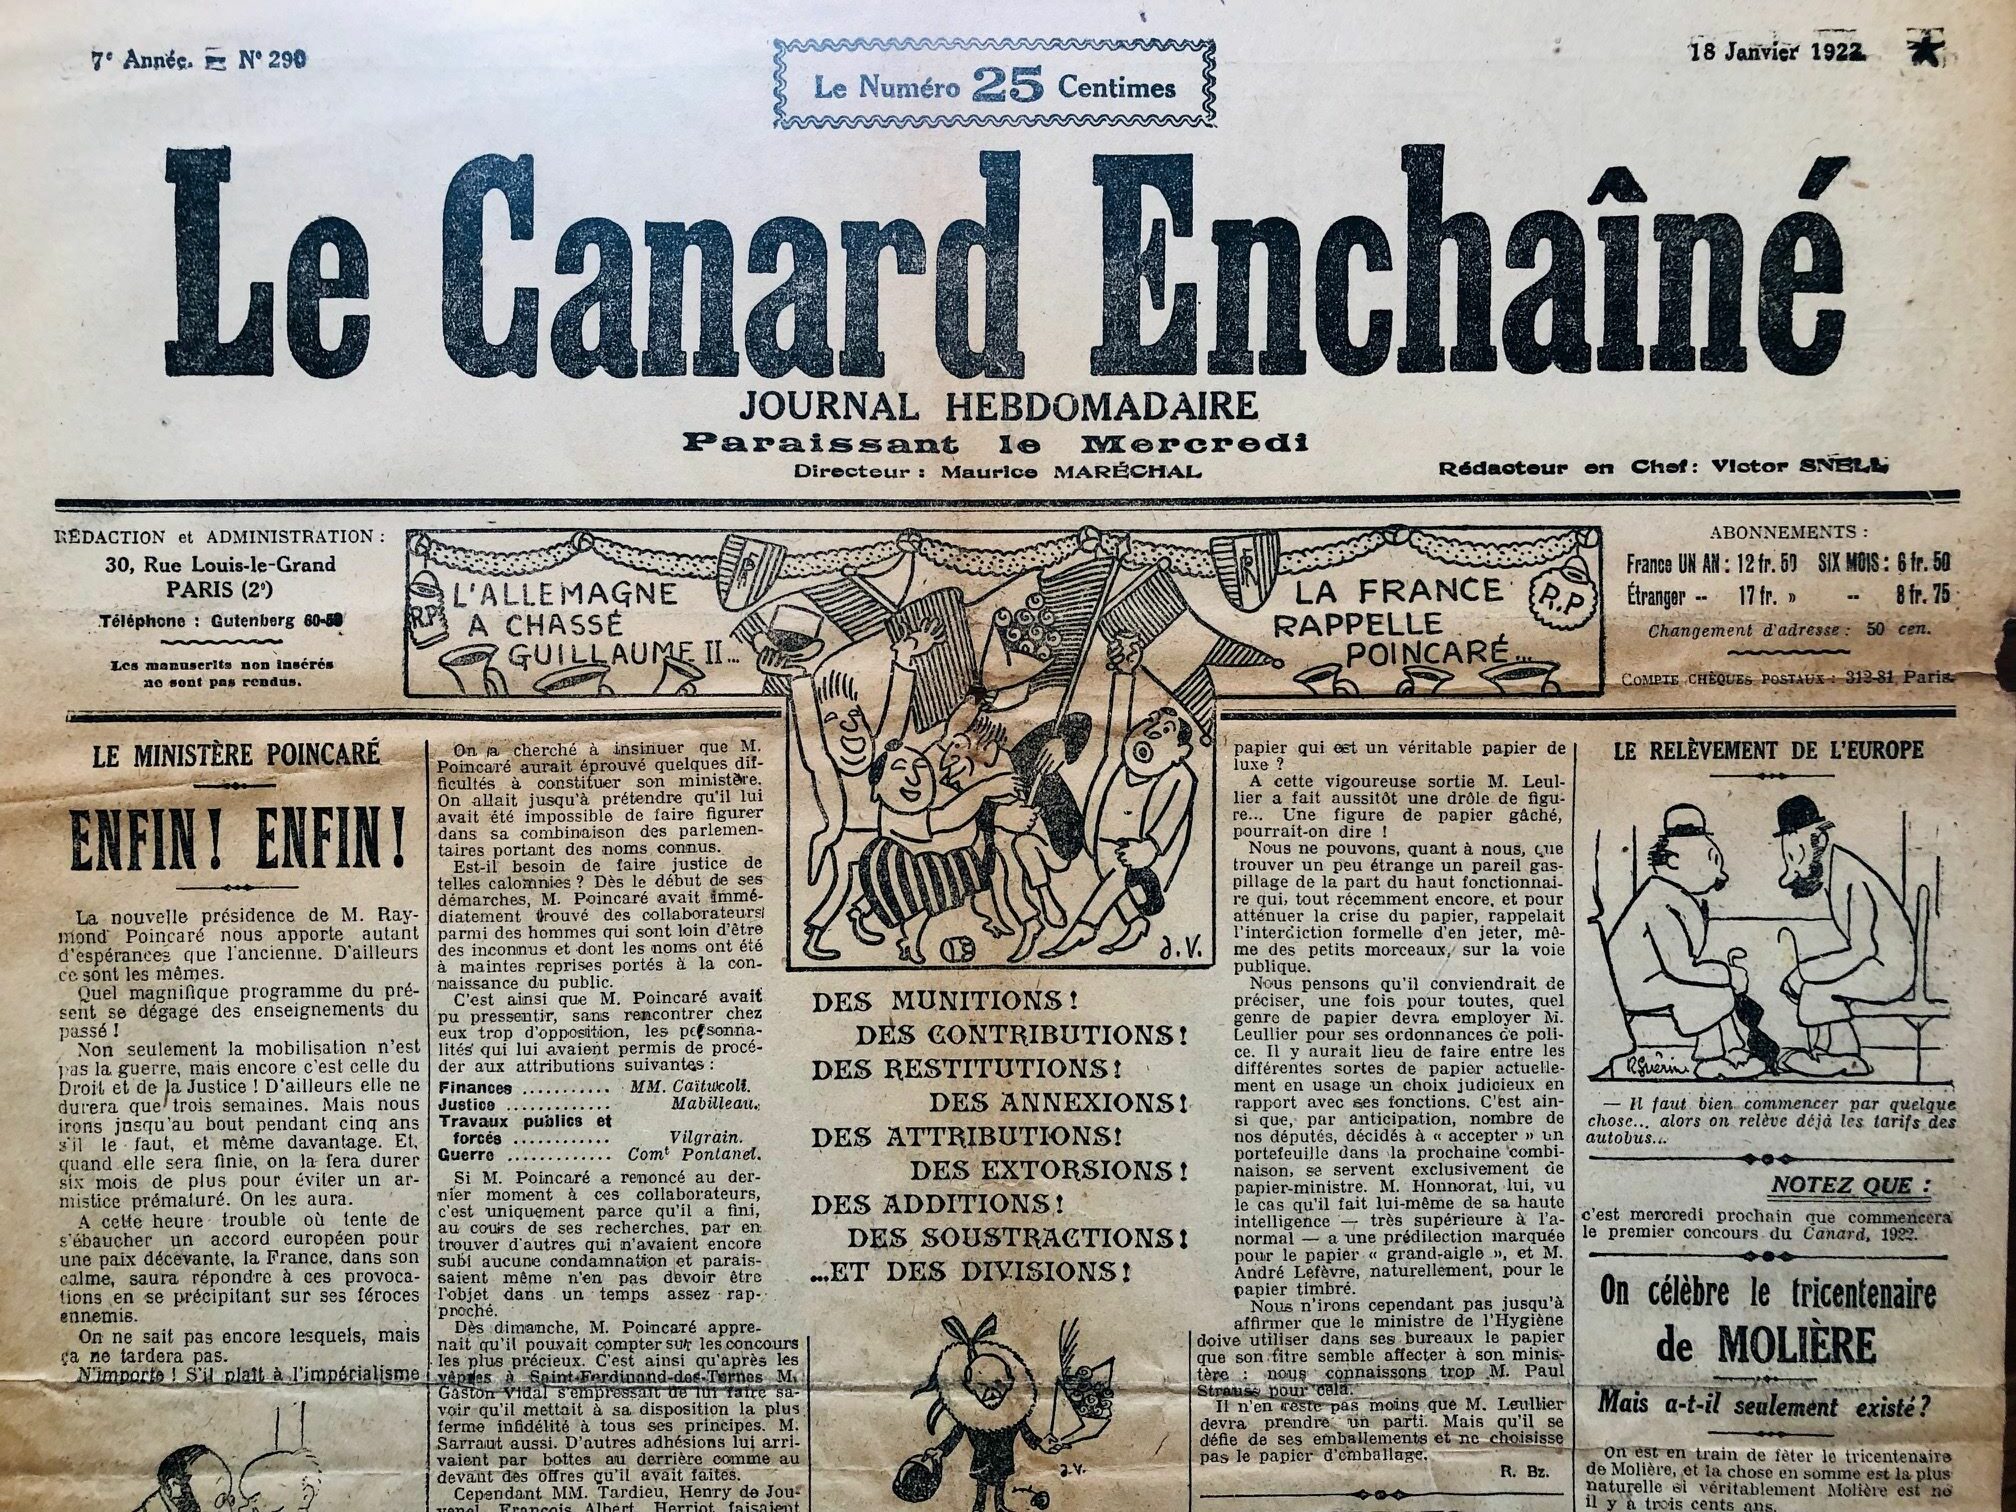 7e Année. — N° 290
Le Numéro 25 Centimes
18 Janvier 1922
Le Canard Enchaîné
JOURNAL HEBDOMADAIRE
Paraissant le Mercredi
Directeur : Maurice MARÉCHAL
Rédacteur en Chef : Victor SNELL
RÉDACTION et ADMINISTRATION :
30, Rue Louis-le-Grand
PARIS (2e)
Téléphone : Gutenberg 60-50
Les manuscrits non insérés
ne sont pas rendus.
L'ALLEMAGNE
A CHASSÉ
GUILLAUME II...
RP
LA FRANCE
RAPPELLE
POINCARÉ...
R.P
ABONNEMENTS :
France UN AN : 12 fr. 50 SIX MOIS : 6 fr. 50
Étranger -- 17 fr. » -- 8 fr. 75
Changement d'adresse : 50 cen.
COMPTE CHÈQUES POSTAUX : 312-81, Paris.
LE MINISTÈRE POINCARÉ
ENFIN ! ENFIN !
La nouvelle présidence de M. Ray-
mond Poincaré nous apporte autant
d'espérances que l'ancienne. D'ailleurs
ce sont les mêmes.
Quel magnifique programme du pré-
sent se dégage des enseignements du
passé !
Non seulement la mobilisation n'est
pas la guerre, mais encore c'est celle du
Droit et de la Justice ! D'ailleurs elle ne
durera que trois semaines. Mais nous
irons jusqu'au bout pendant cinq ans
s'il le faut, et même davantage. Et,
quand elle sera finie, on la fera durer
six mois de plus pour éviter un ar-
mistice prématuré. On les aura.
A cette heure trouble où tente de
s'ébaucher un accord européen pour
une paix décevante, la France, dans son
calme, saura répondre à ces provoca-
tions en se précipitant sur ses féroces
ennemis.
On ne sait pas encore lesquels, mais
ça ne tardera pas.
N'importe ! S'il plaît à l'impérialisme
On a cherché à insinuer que M.
Poincaré aurait éprouvé quelques dif-
ficultés à constituer son ministère.
On allait jusqu'à prétendre qu'il lui
avait été impossible de faire figurer
dans sa combinaison des parlemen-
taires portant des noms connus.
Est-il besoin de faire justice de
telles calomnies ? Dès le début de ses
démarches, M. Poincaré avait immé-
diatement trouvé des collaborateurs
parmi des hommes qui sont loin d'être
des inconnus et dont les noms ont été
à maintes reprises portés à la con-
naissance du public.
C'est ainsi que M. Poincaré avait
pu pressentir, sans rencontrer chez
eux trop d'opposition, les personna-
lités qui lui avaient permis de procé-
der aux attributions suivantes :
Finances ........... MM. Caïtucoli.
Justice ............. Mabilleau.
Travaux publics et
forcés ............ Vilgrain.
Guerre ............. Comt Pontanet.
Si M. Poincaré a renoncé au der-
nier moment à ces collaborateurs,
c'est uniquement parce qu'il a fini,
au cours de ses recherches, par en
trouver d'autres qui n'avaient encore
subi aucune condamnation et parais-
saient même n'en pas devoir être
l'objet dans un temps assez rap-
proché.
Dès dimanche, M. Poincaré appre-
nait qu'il pouvait compter sur les concours
les plus précieux. C'est ainsi qu'après les
vêpres à Saint-Ferdinand-des-Ternes M.
Gaston Vidal s'empressait de lui faire sa-
voir qu'il mettait à sa disposition la plus
ferme infidélité à tous ses principes. M.
Sarraut aussi. D'autres adhésions lui arri-
vaient par bottes au derrière comme au
devant des offres qu'il avait faites.
Cependant MM. Tardieu, Henry de Jou-
venel, François Albert, Herriot faisaient
J.V.
DES MUNITIONS !
DES CONTRIBUTIONS !
DES RESTITUTIONS !
DES ANNEXIONS !
DES ATTRIBUTIONS !
DES EXTORSIONS !
DES ADDITIONS !
DES SOUSTRACTIONS !
...ET DES DIVISIONS !
J.V.
papier qui est un véritable papier de
luxe ?
A cette vigoureuse sortie M. Leul-
lier a fait aussitôt une drôle de figu-
re... Une figure de papier gâché,
pourrait-on dire !
Nous ne pouvons, quant à nous, que
trouver un peu étrange un pareil gas-
pillage de la part du haut fonctionnai-
re qui, tout récemment encore, et pour
atténuer la crise du papier, rappelait
l'interdiction formelle d'en jeter, mê-
me des petits morceaux, sur la voie
publique.
Nous pensons qu'il conviendrait de
préciser, une fois pour toutes, quel
genre de papier devra employer M.
Leullier pour ses ordonnances de poli-
ce. Il y aurait lieu de faire entre les
différentes sortes de papier actuelle-
ment en usage un choix judicieux en
rapport avec ses fonctions. C'est ain-
si que, par anticipation, nombre de
nos députés, décidés à « accepter » un
portefeuille dans la prochaine combi-
naison, se servent exclusivement de
papier-ministre. M. Honnorat, lui, vu
le cas qu'il fait lui-même de sa haute
intelligence — très supérieure à l'a-
normal — a une prédilection marquée
pour le papier « grand-aigle », et M.
André Lefèvre, naturellement, pour le
papier timbré.
Nous n'irons cependant pas jusqu'à
affirmer que le ministre de l'Hygiène
doive utiliser dans ses bureaux le papier
que son titre semble affecter à son minis-
tère : nous connaissons trop M. Paul
Strauss pour cela.
Il n'en reste pas moins que M. Leullier
devra prendre un parti. Mais qu'il se
défie de ses emballements et ne choisisse
pas le papier d'emballage.
R. Bz.
LE RELÈVEMENT DE L'EUROPE
R. Guérin
— Il faut bien commencer par quelque
chose... alors on relève déjà les tarifs des
autobus...
NOTEZ QUE :
c'est mercredi prochain que commencera
le premier concours du Canard, 1922.
On célèbre le tricentenaire
de MOLIÈRE
Mais a-t-il seulement existé ?
On est en train de fêter le tricentenaire
de Molière, et la chose en somme est la plus
naturelle si véritablement Molière est né
il y a trois cents ans.